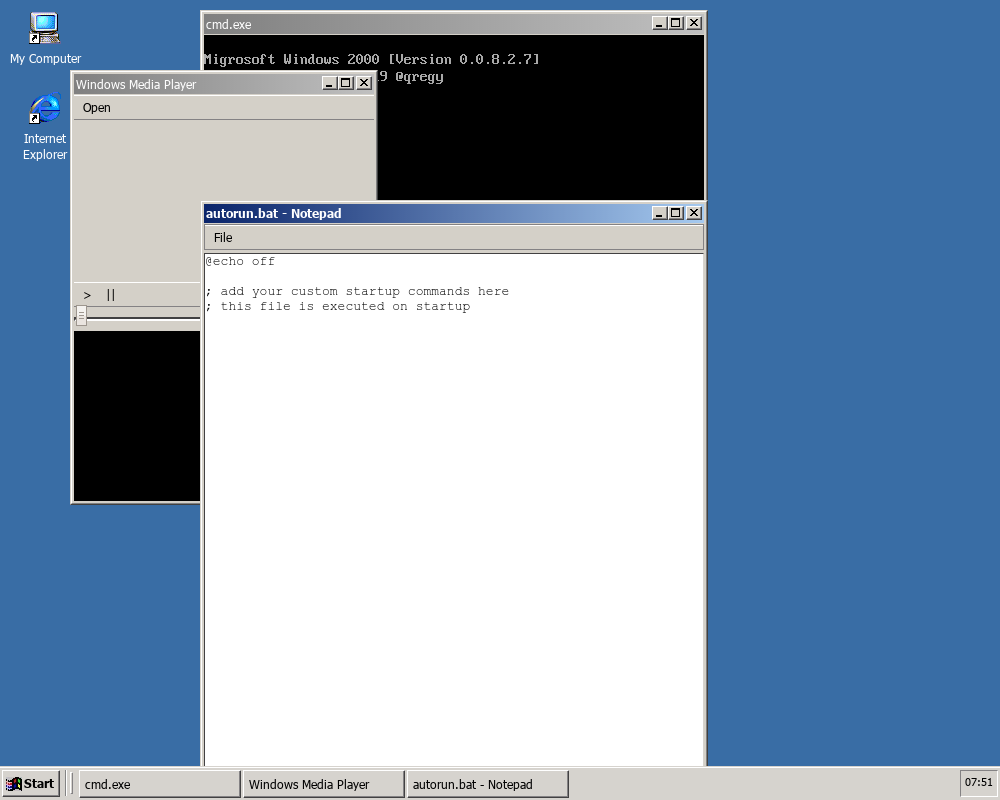 My Computer
Internet
Explorer
cmd.exe
Migrosoft Windows 2000 [Version 0.0.8.2.7]
@qregy
Windows Media Player
Open
> ||
autorun.bat - Notepad
File
@echo off
; add your custom startup commands here
; this file is executed on startup
Start
cmd.exe
Windows Media Player
autorun.bat - Notepad
07:51